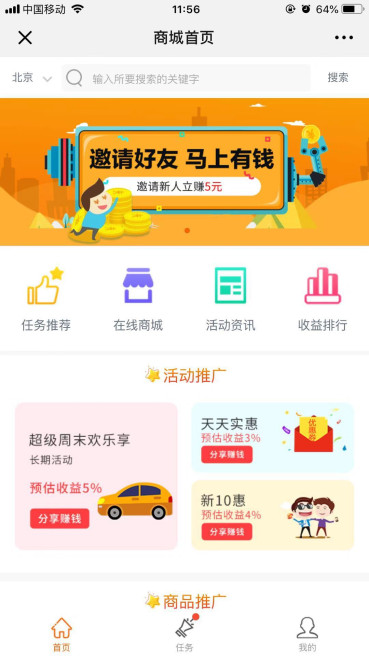 中国移动 11:56 64%
商城首页
北京 输入所要搜索的关键字 搜索
邀请好友 马上有钱
邀请新人立赚5元
任务推荐 在线商城 活动资讯 收益排行
活动推广
超级周末欢乐享
长期活动
预估收益5%
分享赚钱
天天实惠
预估收益3%
分享赚钱
优惠券
新10惠
预估收益4%
分享赚钱
商品推广
首页 任务 我的